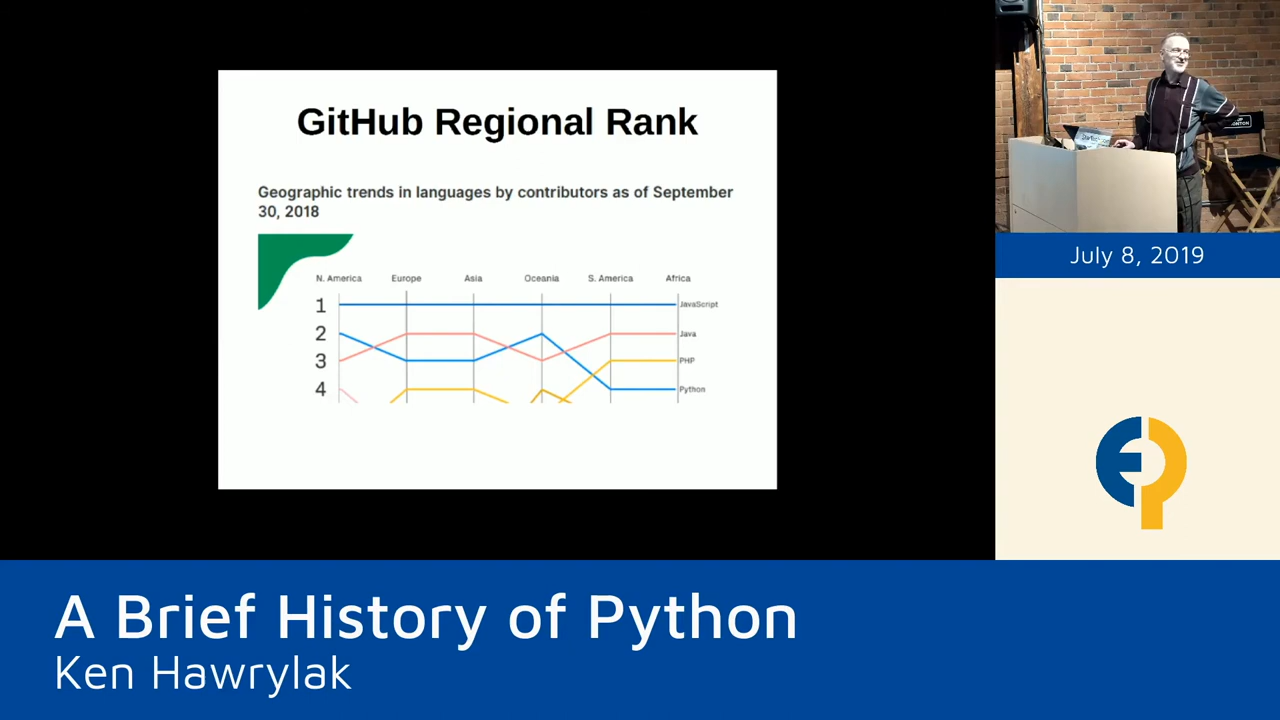 GitHub Regional Rank
Geographic trends in languages by contributors as of September
30, 2018
N. America Europe Asia Oceania S. America Africa
1 JavaScript
2 Java
3 PHP
4 Python
July 8, 2019
A Brief History of Python
Ken Hawrylak